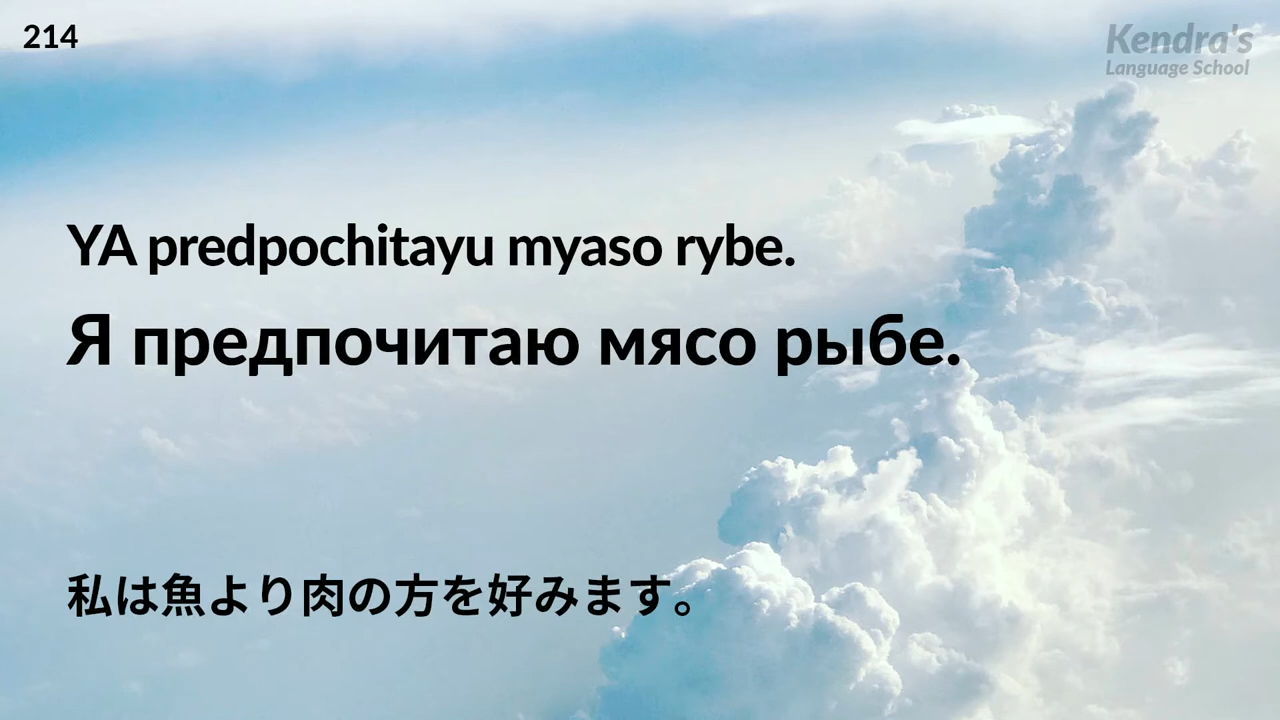 214
Kendra's
Language School
YA predpochitayu myaso rybe.
Я предпочитаю мясо рыбе.
私は魚より肉の方を好みます。